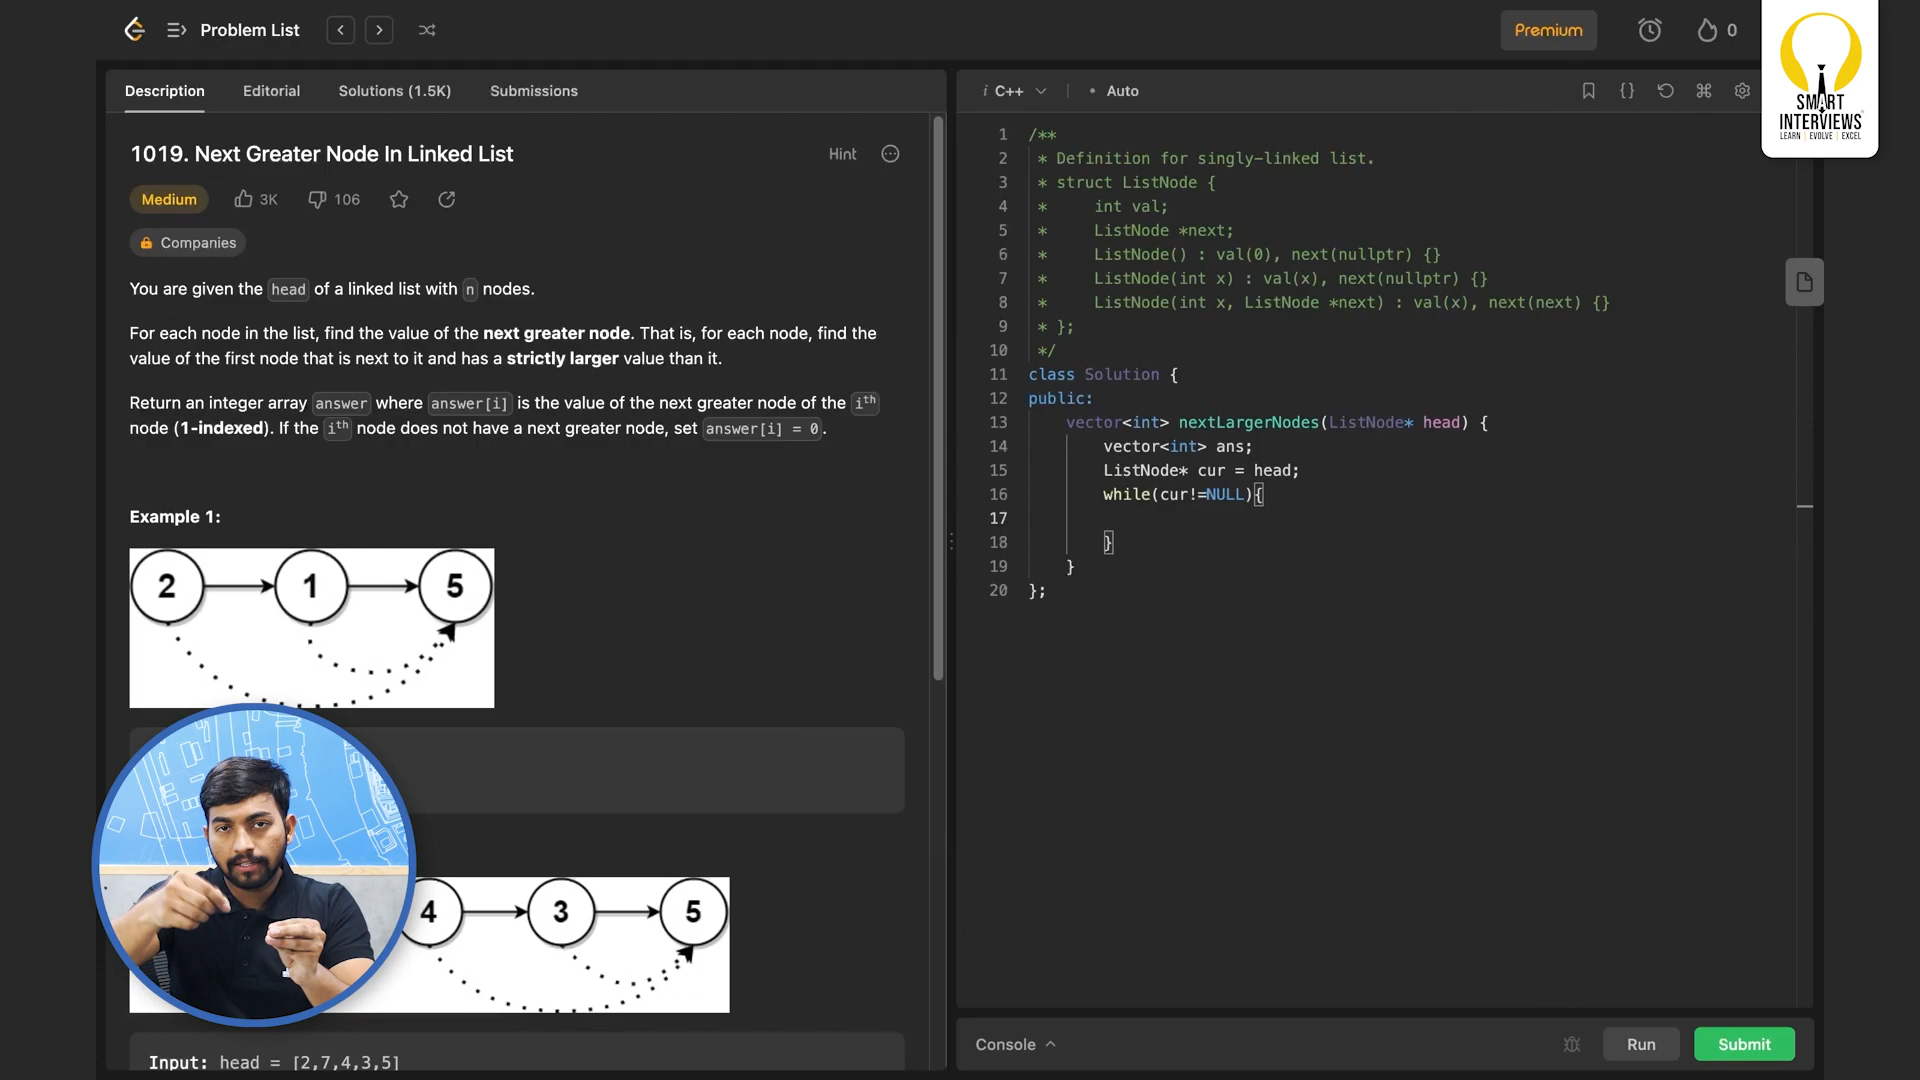 Problem List
Premium
0
SMART
INTERVIEWS
LEARN | EVOLVE | EXCEL
Description
Editorial
Solutions (1.5K)
Submissions
1019. Next Greater Node In Linked List
Hint
Medium
3K
106
Companies
You are given the head of a linked list with n nodes.
For each node in the list, find the value of the next greater node. That is, for each node, find the
value of the first node that is next to it and has a strictly larger value than it.
Return an integer array answer where answer[i] is the value of the next greater node of the ith
node (1-indexed). If the ith node does not have a next greater node, set answer[i] = 0.
Example 1:
2 1 5
4 3 5
Input: head = [2,7,4,3,5]
i C++
Auto
1 /**
2 * Definition for singly-linked list.
3 * struct ListNode {
4 *     int val;
5 *     ListNode *next;
6 *     ListNode() : val(0), next(nullptr) {}
7 *     ListNode(int x) : val(x), next(nullptr) {}
8 *     ListNode(int x, ListNode *next) : val(x), next(next) {}
9 * };
10 */
11 class Solution {
12 public:
13     vector<int> nextLargerNodes(ListNode* head) {
14         vector<int> ans;
15         ListNode* cur = head;
16         while(cur!=NULL){
17
18         }
19     }
20 };
Console
Run
Submit